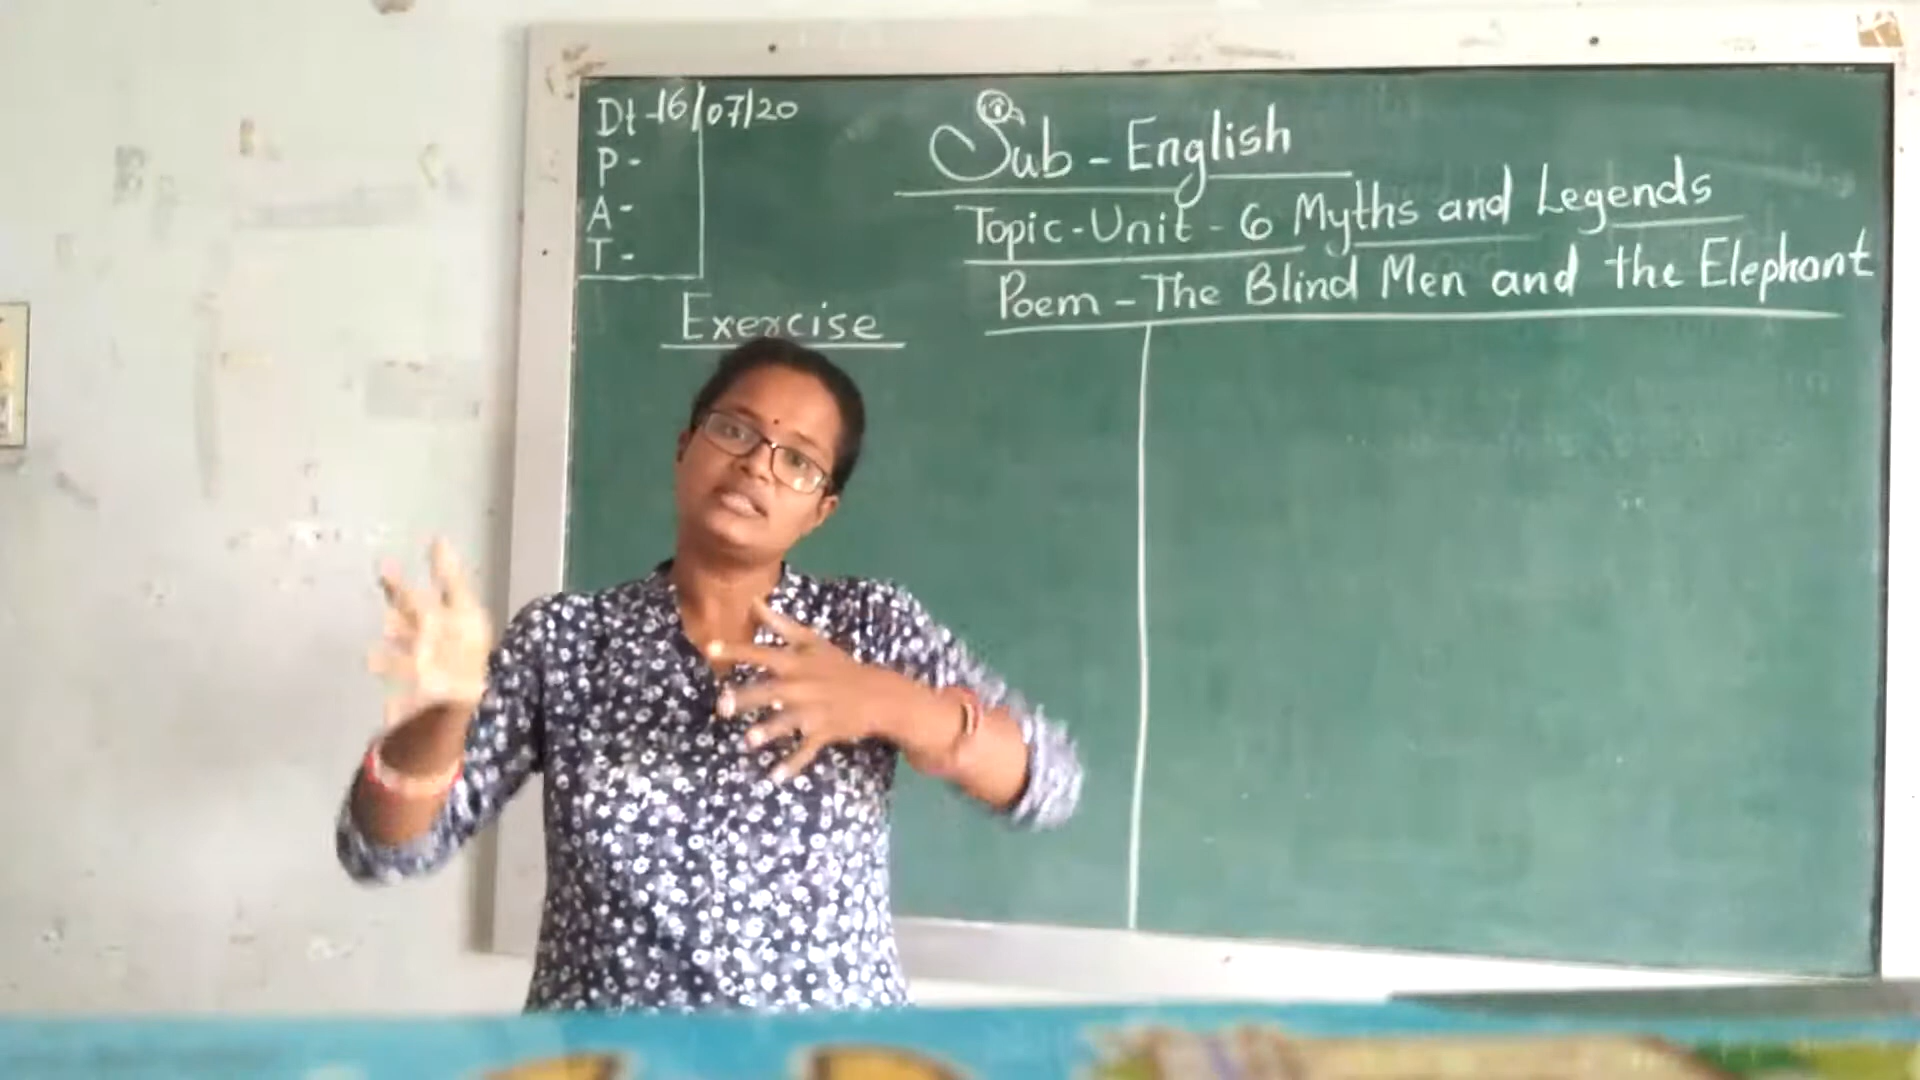 Dt-16/07/20
P-
A-
T-
Sub - English
Topic-Unit - 6 Myths and Legends
Poem - The Blind Men and the Elephant
Exercise